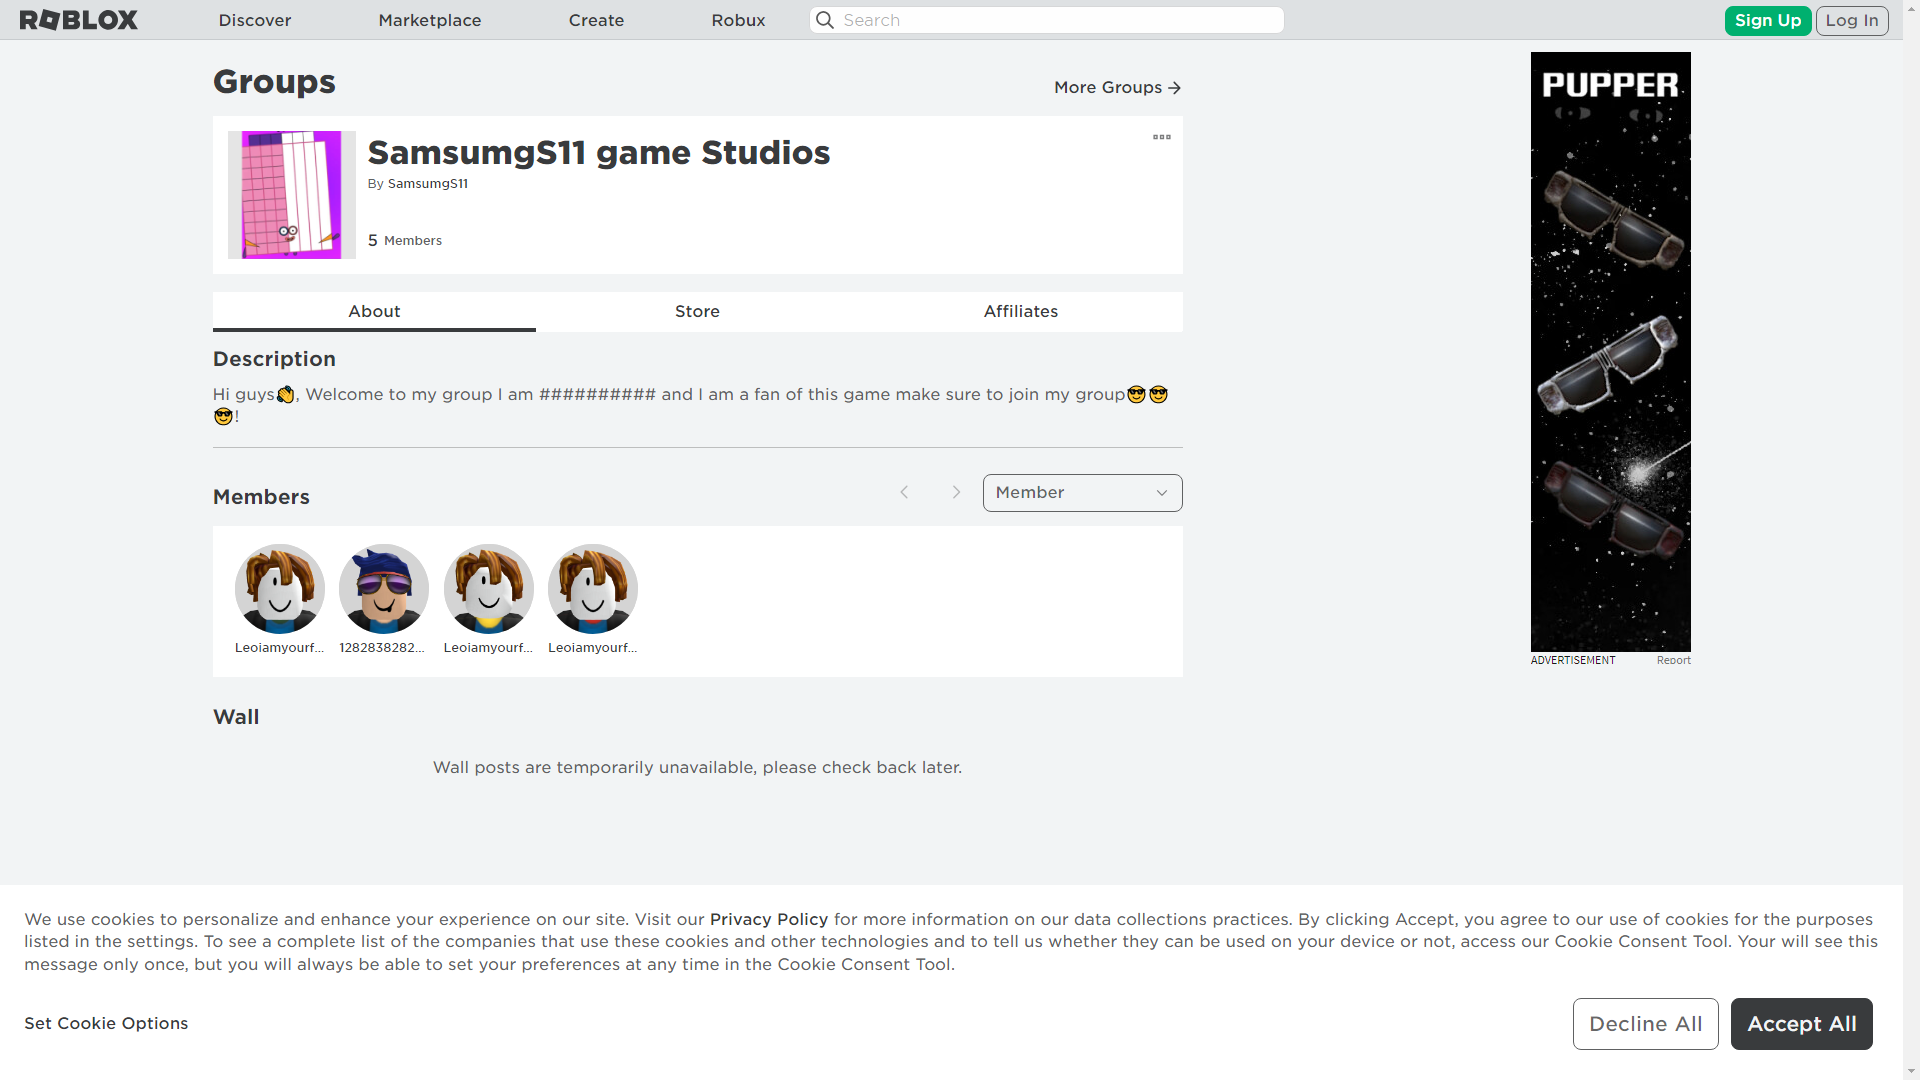 ROBLOX
Discover
Marketplace
Create
Robux
Search
Sign Up
Log In
Groups
More Groups
SamsumgS11 game Studios
By SamsumgS11
5 Members
About
Store
Affiliates
Description
Hi guys👏, Welcome to my group I am ########## and I am a fan of this game make sure to join my group😎😎
😎!
Members
Member
Leoiamyourf...
1282838282...
Leoiamyourf...
Leoiamyourf...
Wall
Wall posts are temporarily unavailable, please check back later.
PUPPER
ADVERTISEMENT
Report
We use cookies to personalize and enhance your experience on our site. Visit our Privacy Policy for more information on our data collections practices. By clicking Accept, you agree to our use of cookies for the purposes
listed in the settings. To see a complete list of the companies that use these cookies and other technologies and to tell us whether they can be used on your device or not, access our Cookie Consent Tool. Your will see this
message only once, but you will always be able to set your preferences at any time in the Cookie Consent Tool.
Set Cookie Options
Decline All
Accept All